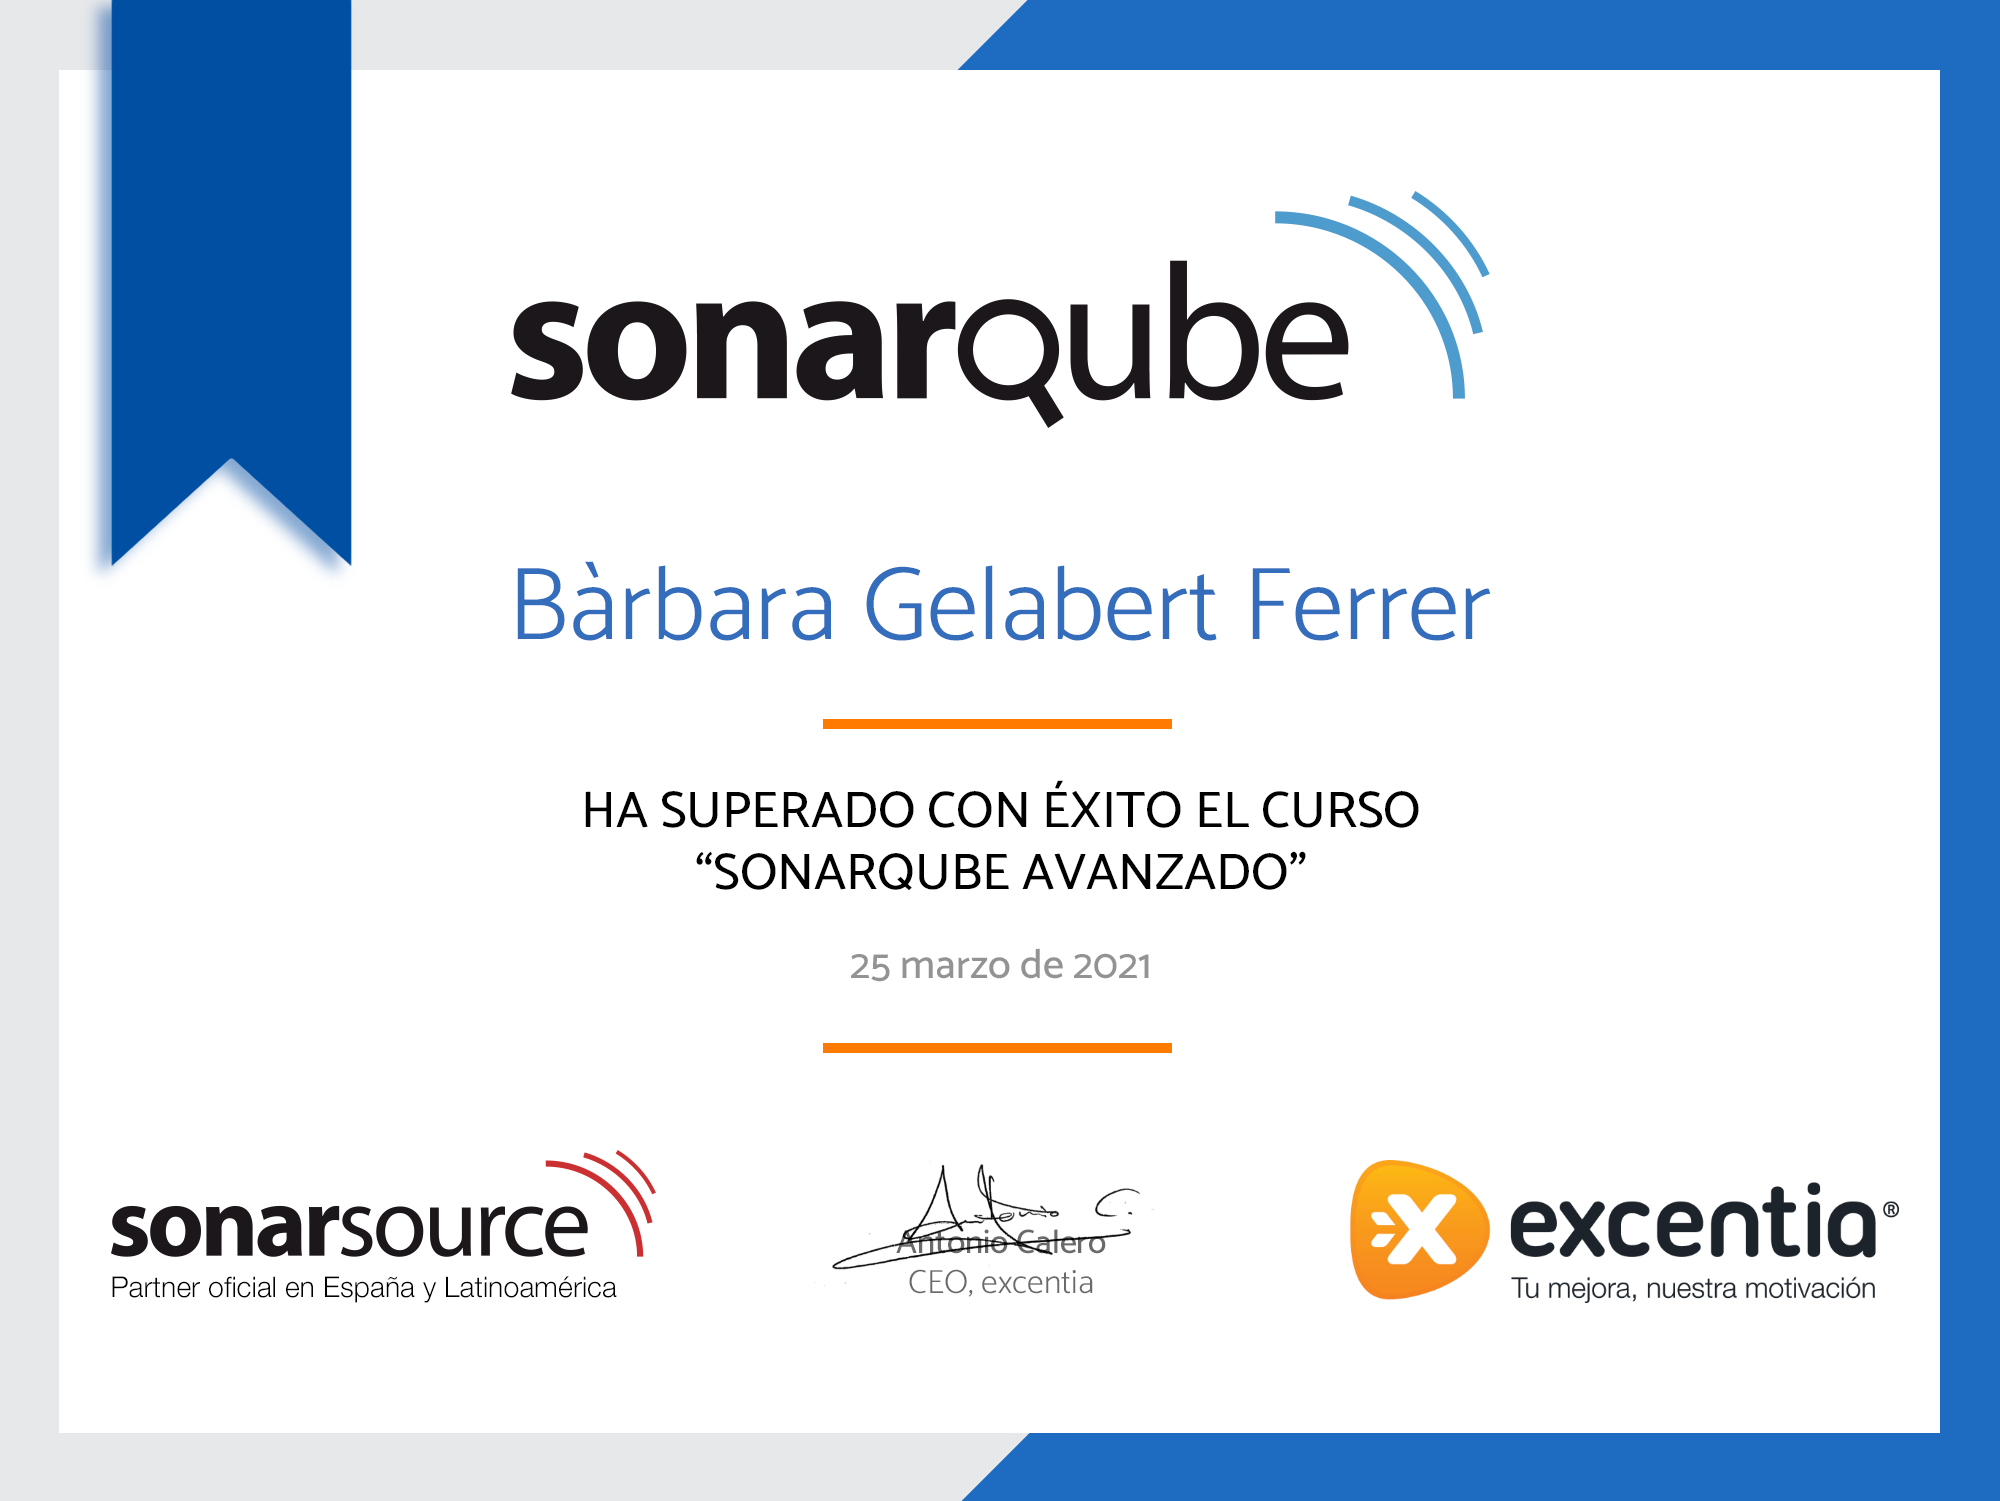 sonarqube
Bàrbara Gelabert Ferrer
HA SUPERADO CON ÉXITO EL CURSO
“SONARQUBE AVANZADO”
25 marzo de 2021
sonarsource
Partner oficial en España y Latinoamérica
Antonio C.
Antonio Calero
CEO, excentia
excentia®
Tu mejora, nuestra motivación